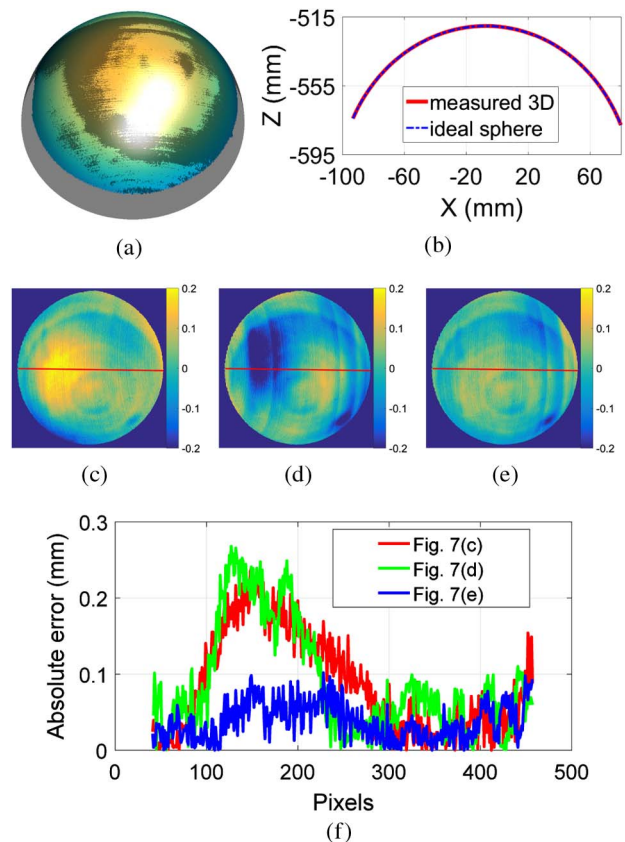 Z (mm)
-515
-555
-595
measured 3D
ideal sphere
-100
-60
-20
20
60
X (mm)
(a)
(b)
0.2
0.1
0
-0.1
-0.2
0.2
0.1
0
-0.1
-0.2
0.2
0.1
0
-0.1
-0.2
(c)
(d)
(e)
Absolute error (mm)
0.3
0.2
0.1
0
Fig. 7(c)
Fig. 7(d)
Fig. 7(e)
0
100
200
300
400
500
Pixels
(f)